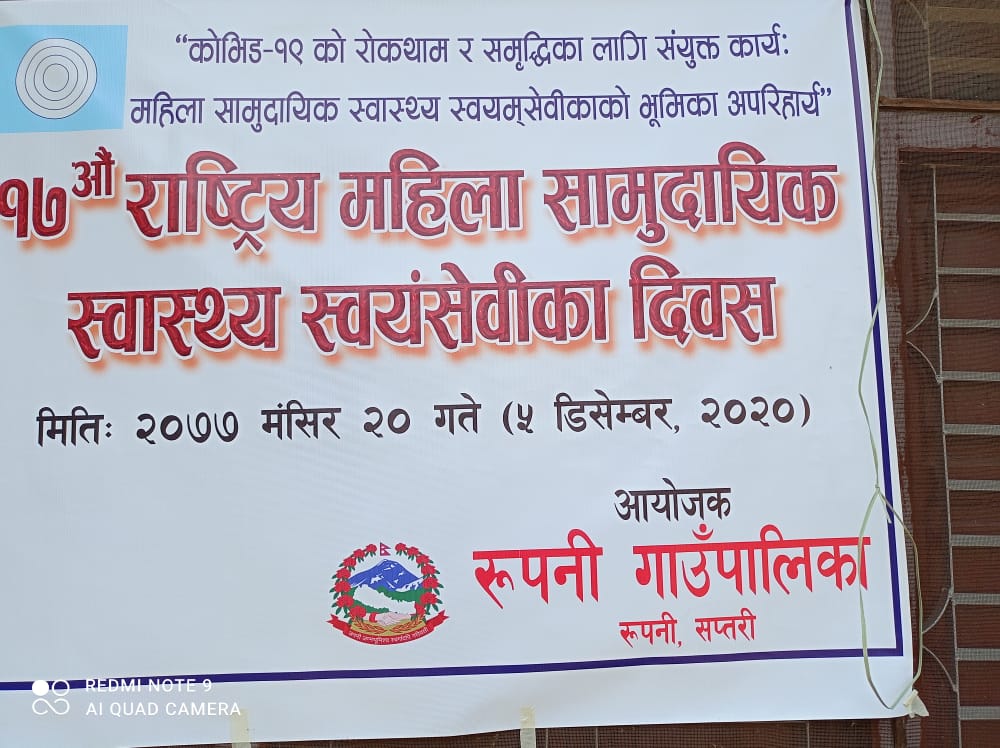 “कोभिड-१९ को रोकथाम र समृद्धिका लागि संयुक्त कार्य:
महिला सामुदायिक स्वास्थ्य स्वयम्सेवीकाको भूमिका अपरिहार्य”
१७औं राष्ट्रिय महिला सामुदायिक
स्वास्थ्य स्वयंसेवीका दिवस
मितिः २०७७ मंसिर २० गते (५ डिसेम्बर, २०२०)
आयोजक
रूपनी गाउँपालिका
रूपनी, सप्तरी
REDMI NOTE 9
AI QUAD CAMERA